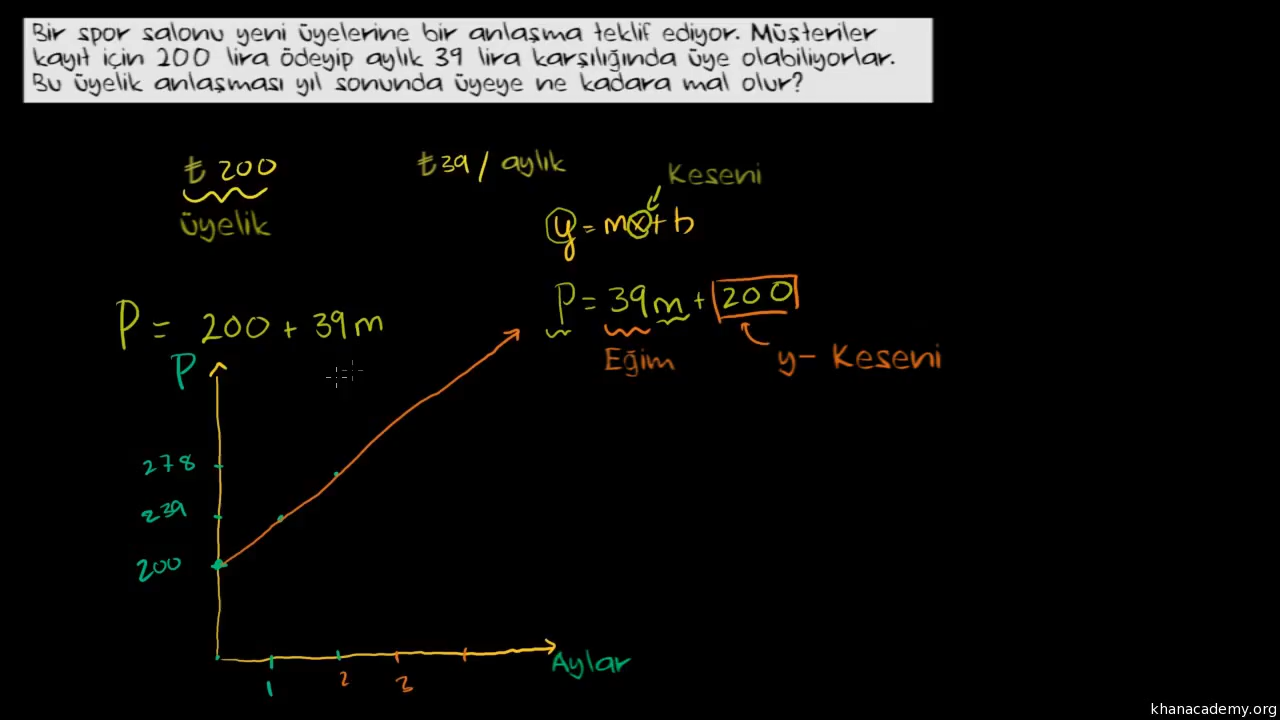 Bir spor salonu yeni üyelerine bir anlaşma teklif ediyor. Müşteriler
kayıt için 200 lira ödeyip aylık 39 lira karşılığında üye olabiliyorlar.
Bu üyelik anlaşması yıl sonunda üyeye ne kadara mal olur?
₺ 200
üyelik
₺39 / aylık
Keseni
y = mx + b
P = 39m + 200
Eğim
y- Keseni
P = 200 + 39m
P
278
239
200
1 2 3
Aylar
khanacademy.org